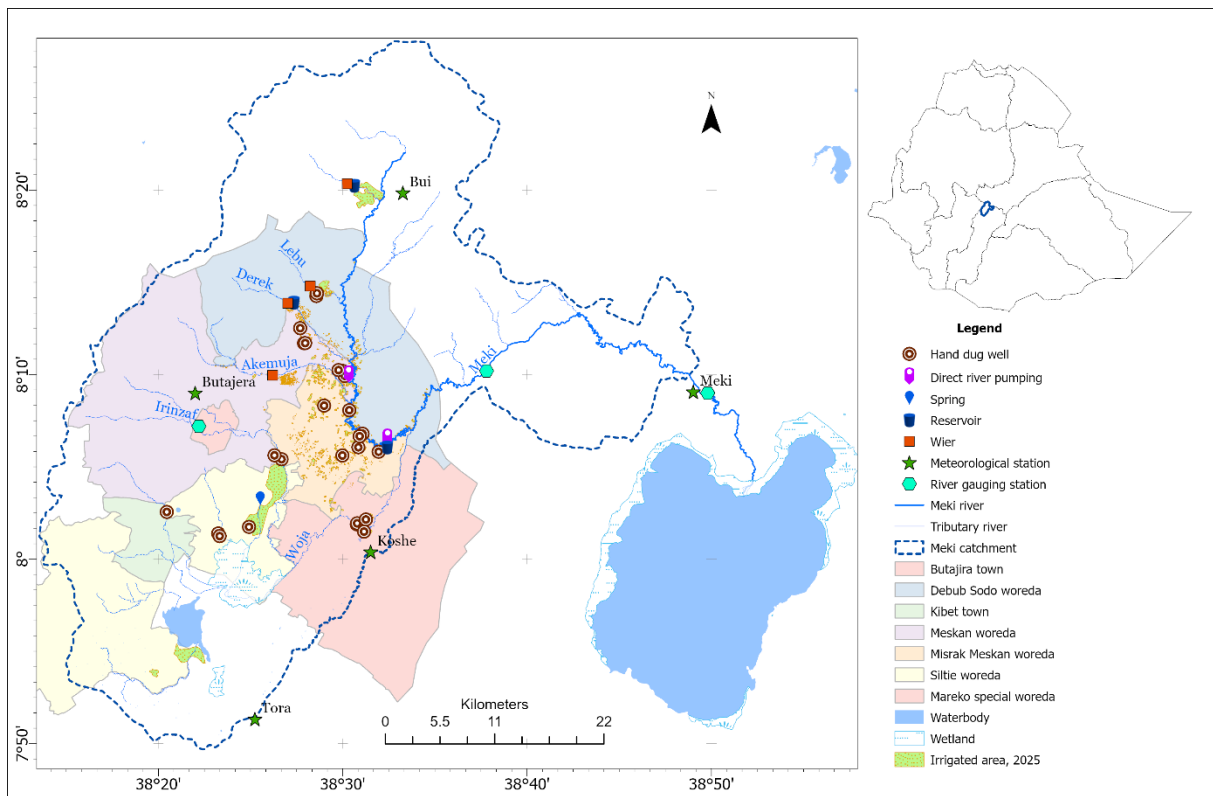 N
Bui
Lebu
Derek
Akemuja
Meki
Butajera
Meki
Irinzaf
Woja
Koshe
Tora
Kilometers
0 5.5 11 22
8°20'
8°10'
8°0'
7°50'
38°20' 38°30' 38°40' 38°50'
Legend
Hand dug well
Direct river pumping
Spring
Reservoir
Wier
Meteorological station
River gauging station
Meki river
Tributary river
Meki catchment
Butajira town
Debub Sodo woreda
Kibet town
Meskan woreda
Misrak Meskan woreda
Siltie woreda
Mareko special woreda
Waterbody
Wetland
Irrigated area, 2025